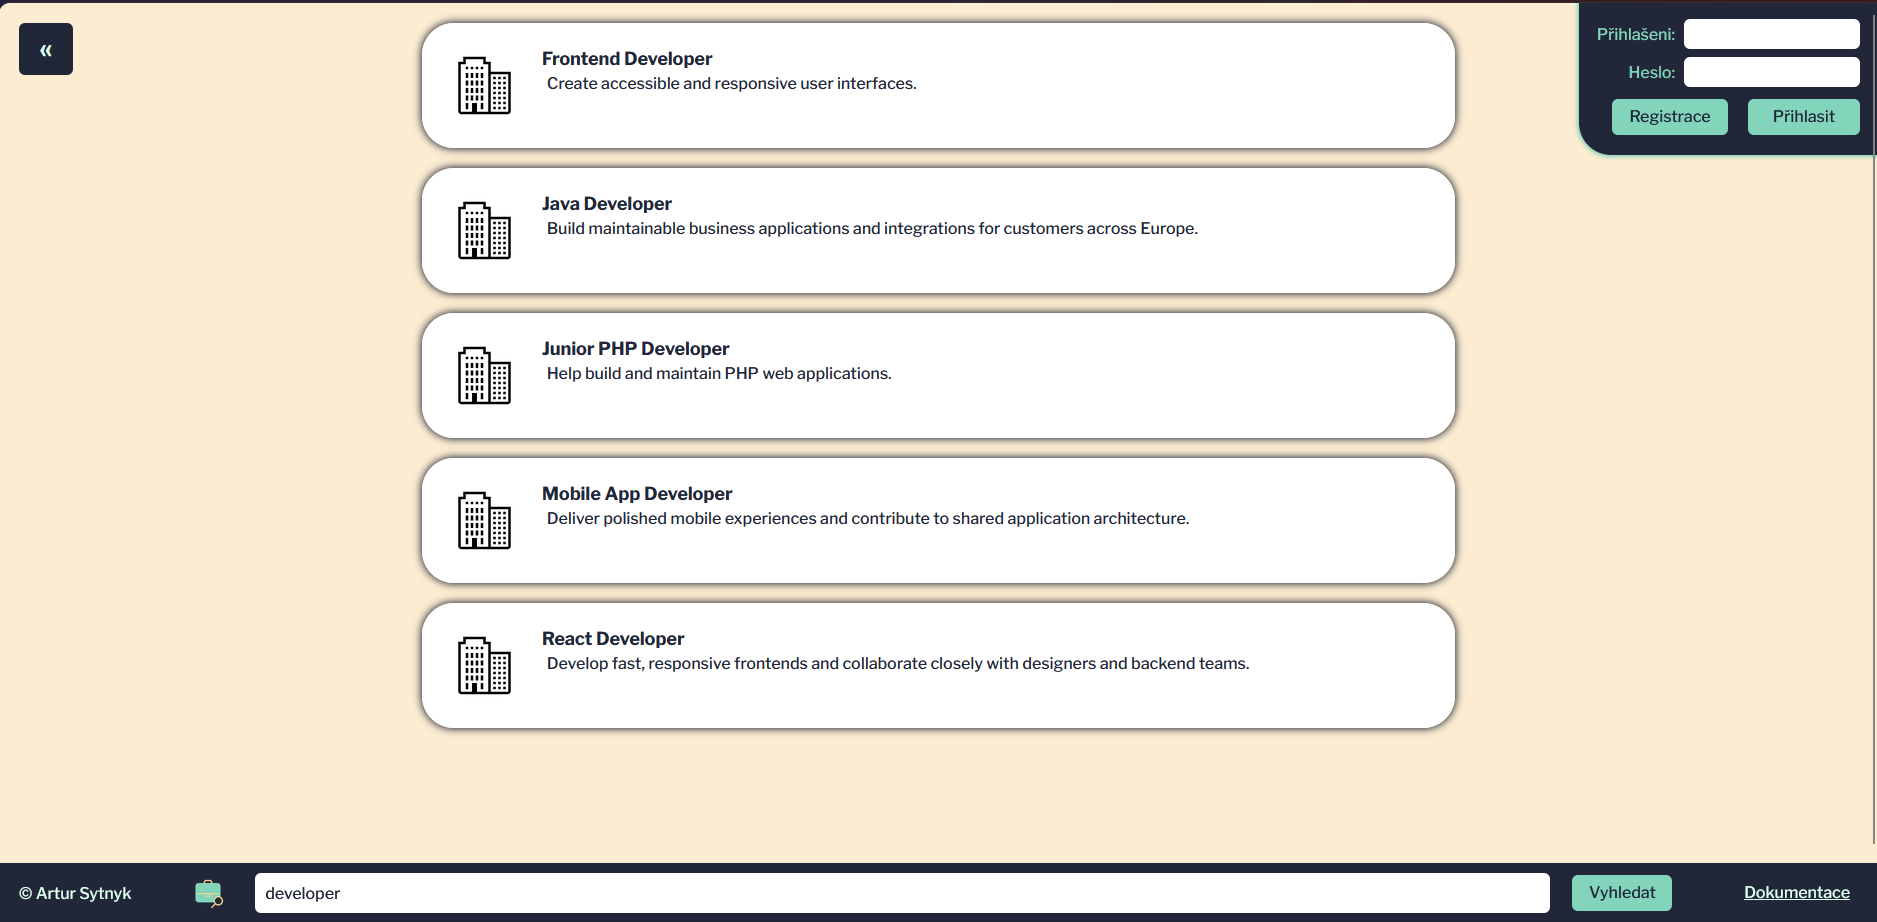 «
Frontend Developer
Create accessible and responsive user interfaces.
Java Developer
Build maintainable business applications and integrations for customers across Europe.
Junior PHP Developer
Help build and maintain PHP web applications.
Mobile App Developer
Deliver polished mobile experiences and contribute to shared application architecture.
React Developer
Develop fast, responsive frontends and collaborate closely with designers and backend teams.
Přihlašeni:
Heslo:
Registrace Přihlasit
© Artur Sytnyk developer Vyhledat Dokumentace